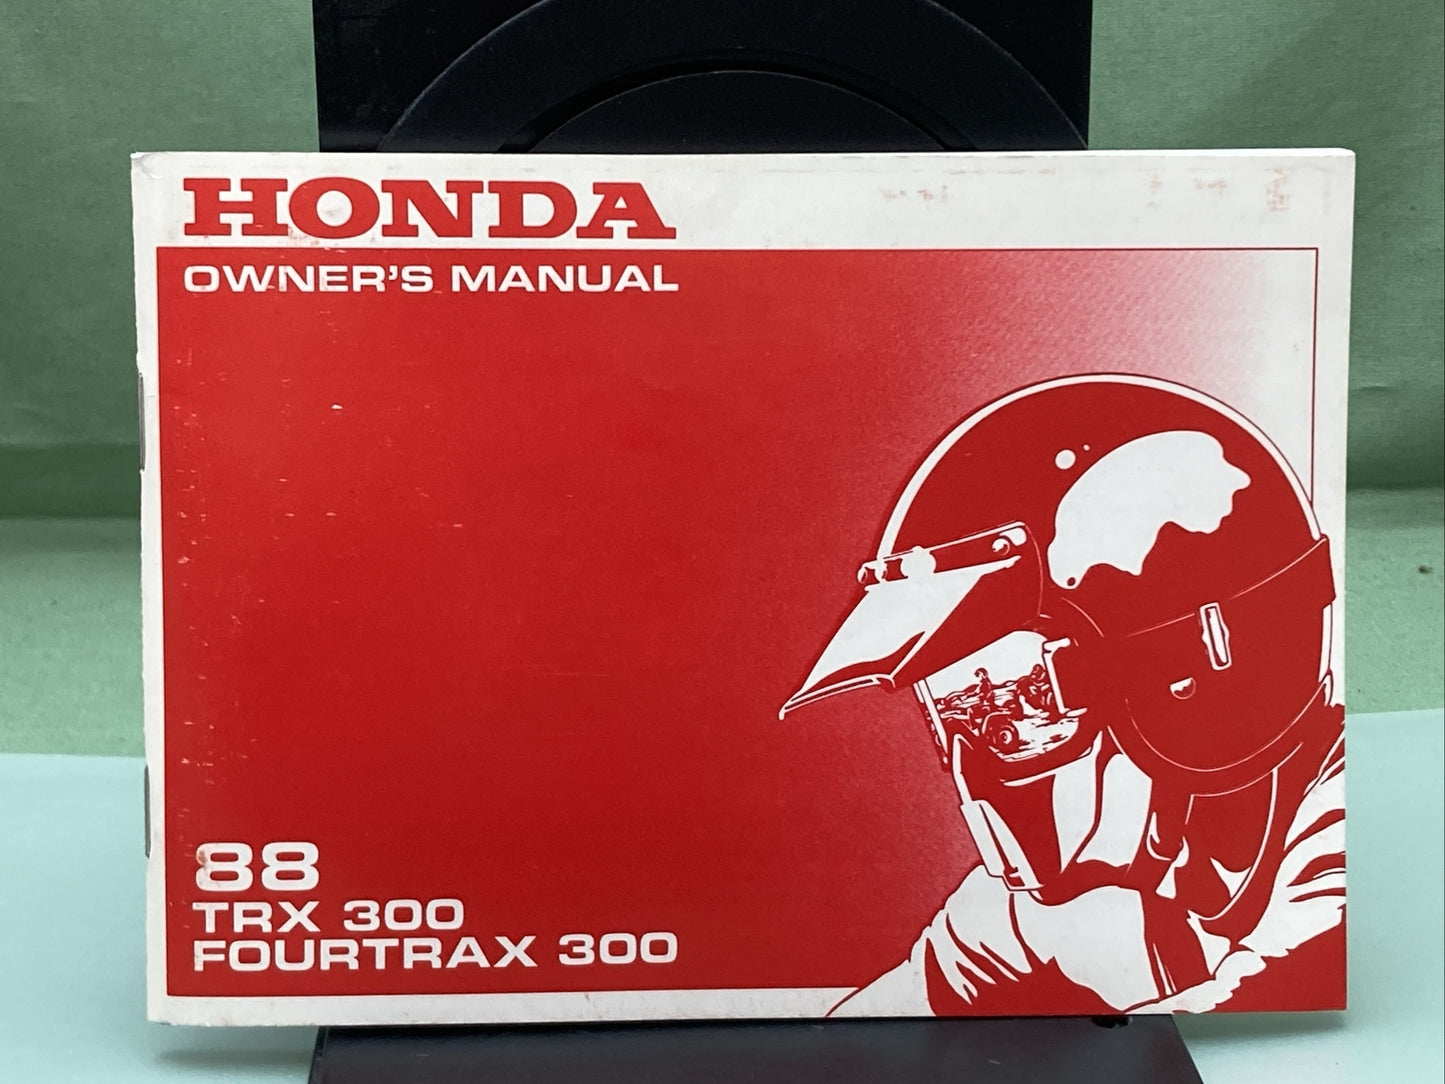 HONDA
OWNER'S MANUAL
88
TRX 300
FOURTRAX 300